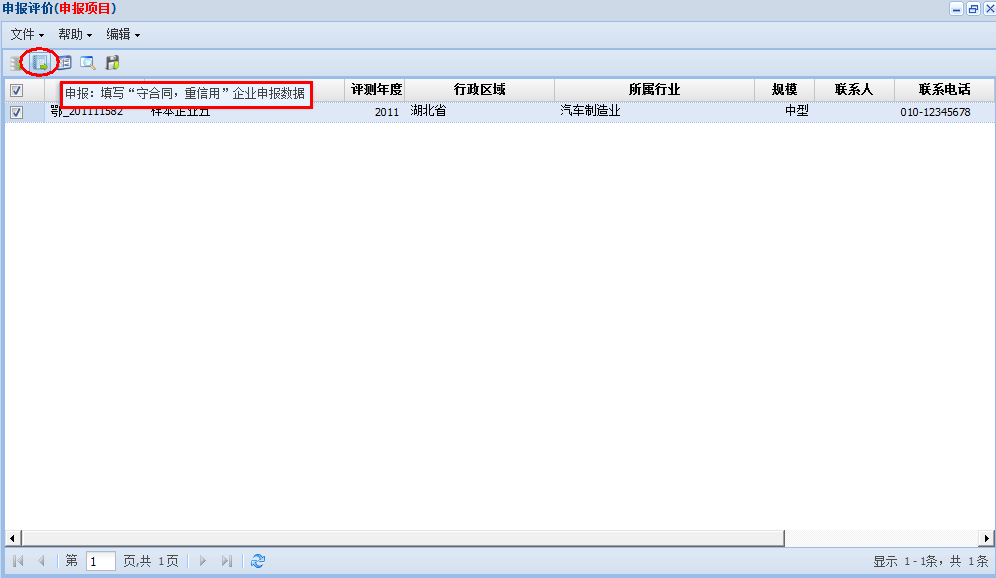 申报评价(申报项目)
文件 帮助 编辑
申报：填写“守合同，重信用”企业申报数据
评测年度 行政区域 所属行业 规模 联系人 联系电话
鄂_201111582 样本企业五 2011 湖北省 汽车制造业 中型 010-12345678
第 1 页,共 1页 显示 1-1条，共 1条